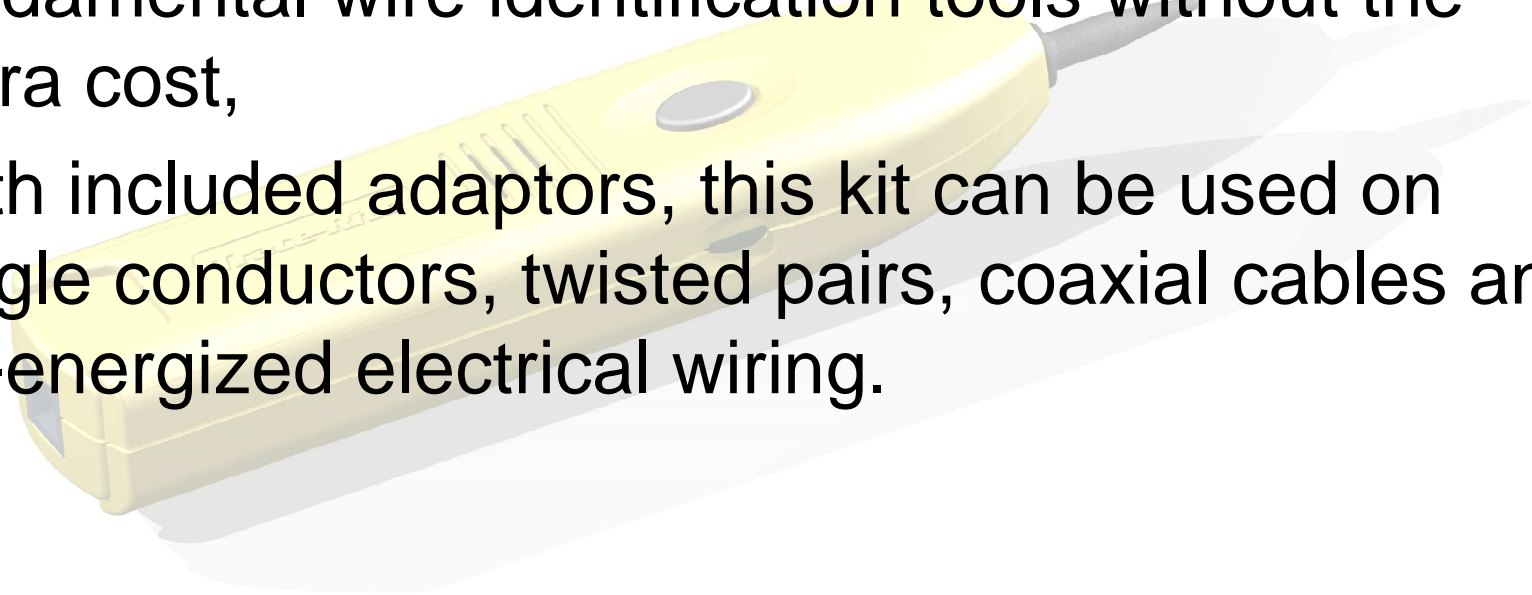 damental wire identification tools without the
ra cost,
th included adaptors, this kit can be used on
gle conductors, twisted pairs, coaxial cables ar
-energized electrical wiring.